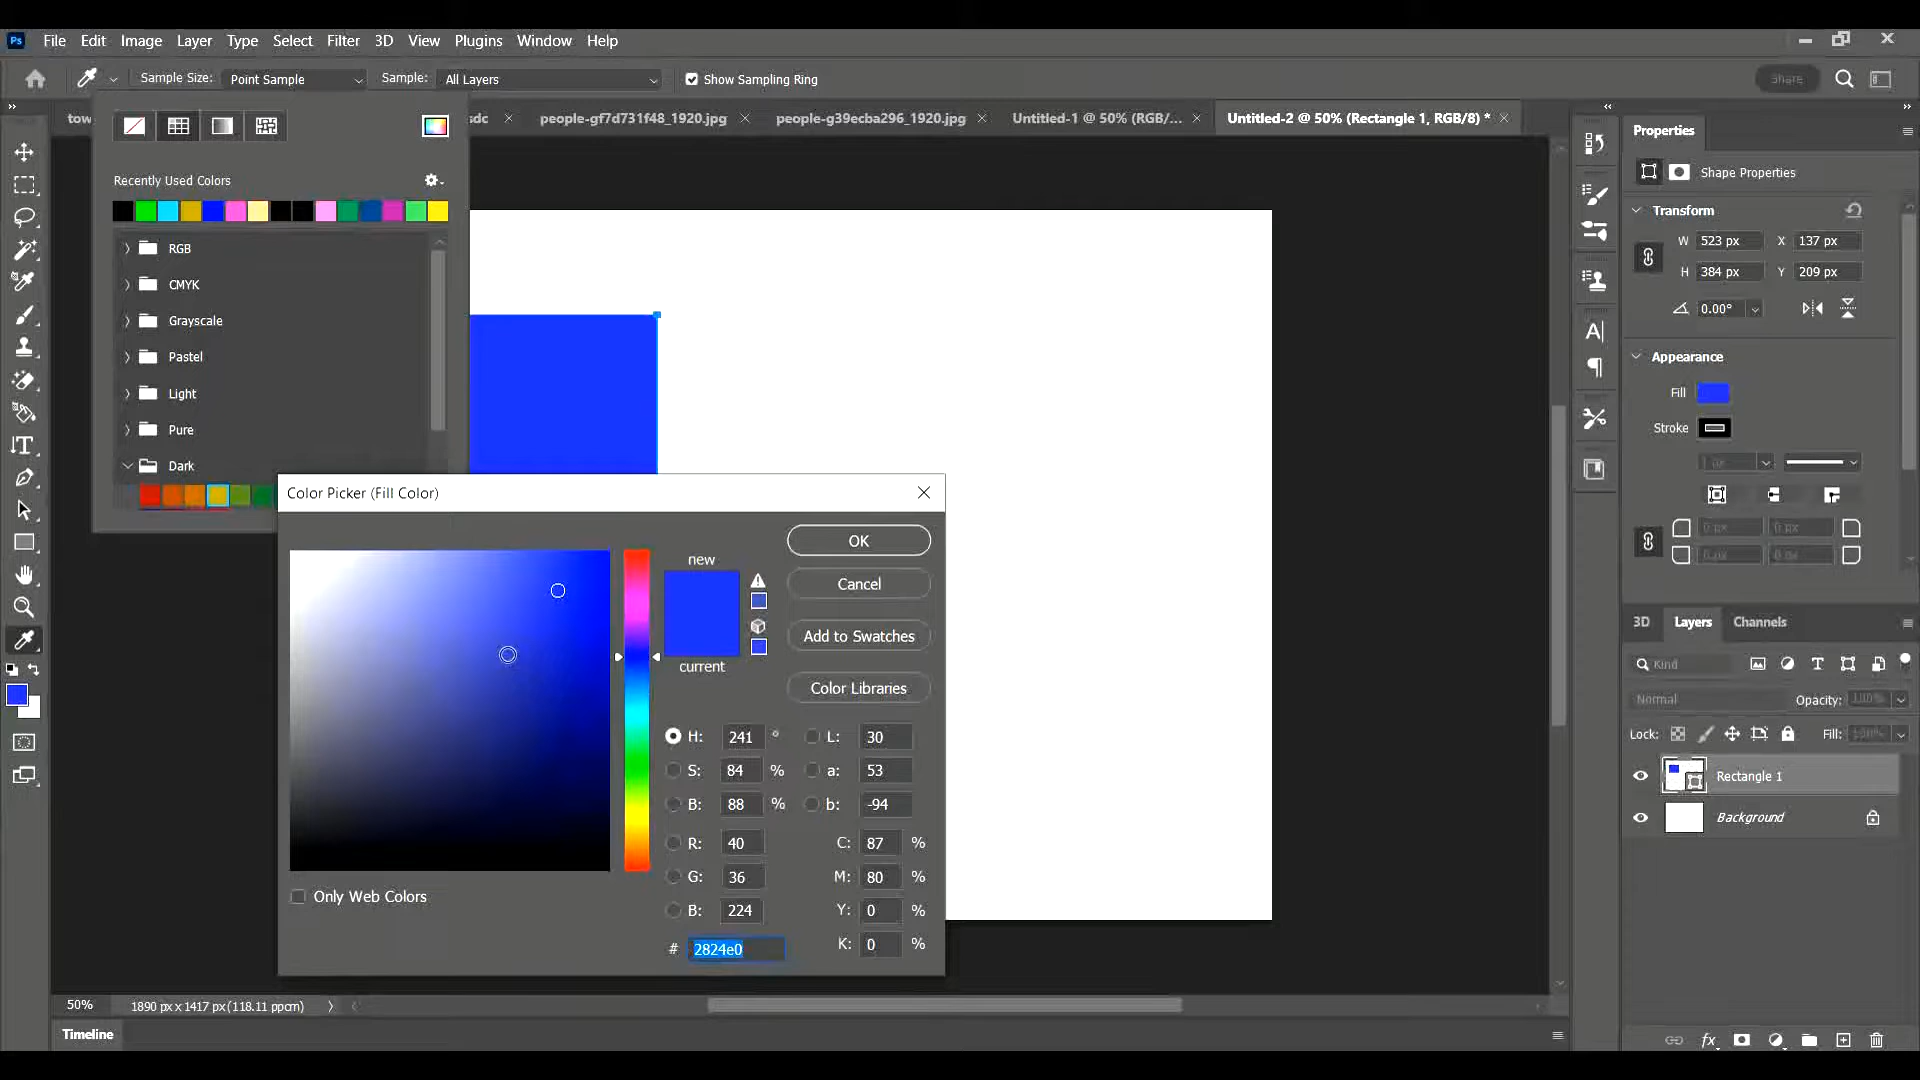 Ps File Edit Image Layer Type Select Filter 3D View Plugins Window Help
Sample Size: Point Sample Sample: All Layers Show Sampling Ring Share
tow
sdc
people-gf7d731f48_1920.jpg
people-g39ecba296_1920.jpg
Untitled-1 @ 50% (RGB/...
Untitled-2 @ 50% (Rectangle 1, RGB/8) *
Recently Used Colors
RGB
CMYK
Grayscale
Pastel
Light
Pure
Dark
Color Picker (Fill Color)
new
current
OK
Cancel
Add to Swatches
Color Libraries
H: 241 ° L: 30
S: 84 % a: 53
B: 88 % b: -94
R: 40 C: 87 %
G: 36 M: 80 %
B: 224 Y: 0 %
# 2824e0 K: 0 %
Only Web Colors
Properties
Shape Properties
Transform
W 523 px X 137 px
H 384 px Y 209 px
0.00°
Appearance
Fill
Stroke
1 px
0 px 0 px
0 px 0 px
3D Layers Channels
Kind
Normal Opacity: 100%
Lock: Fill: 100%
Rectangle 1
Background
fx
50% 1890 px x 1417 px (118.11 ppcm)
Timeline